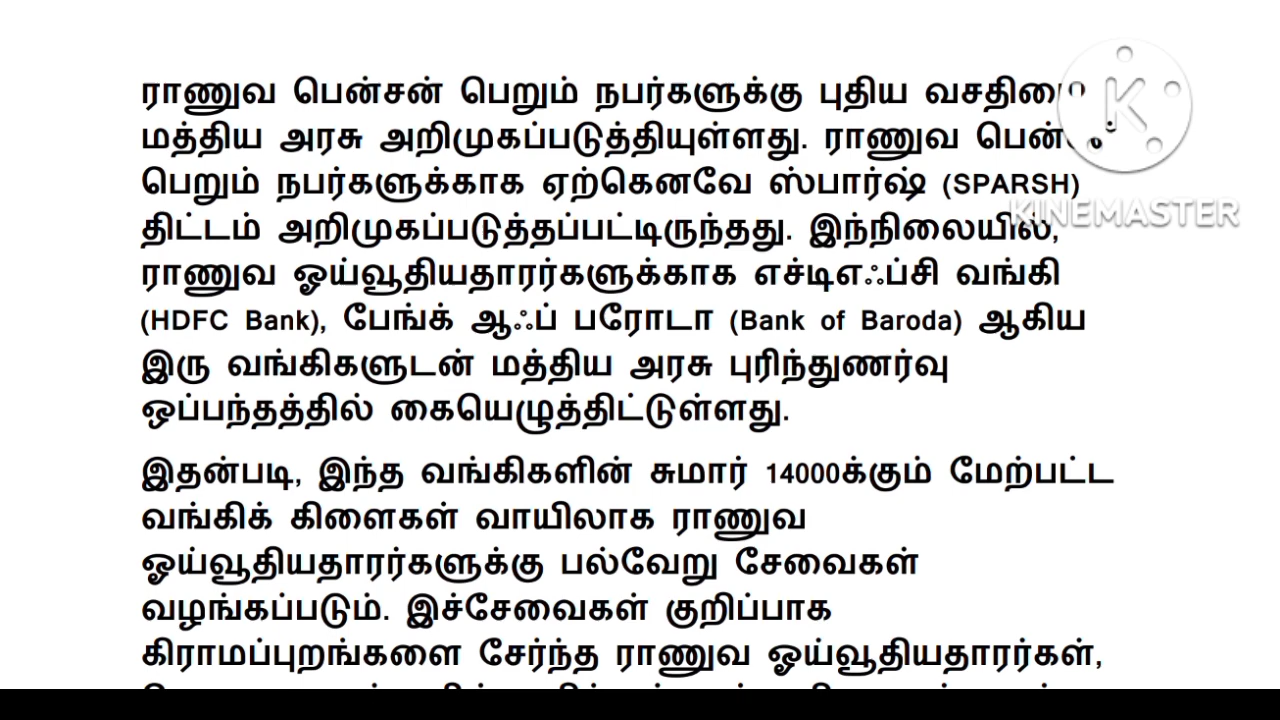 ராணுவ பென்சன் பெறும் நபர்களுக்கு புதிய
மத்திய அரசு அறிமுகப்படுத்தியுள்ளது. ராணுவ
பெறும் நபர்களுக்காக ஏற்கெனவே ஸ்பார்ஷ் (SPARSH)
திட்டம் அறிமுகப்படுத்தப்பட்டிருந்தது. இந்நிலையில்,
ராணுவ ஓய்வூதியதாரர்களுக்காக எச்டிஎஃப்சி வங்கி
(HDFC Bank), பேங்க் ஆஃப் பரோடா (Bank of Baroda) ஆகிய
இரு வங்கிகளுடன் மத்திய அரசு புரிந்துணர்வு
ஒப்பந்தத்தில் கையெழுத்திட்டுள்ளது.
இதன்படி, இந்த வங்கிகளின் சுமார் 14000க்கும் மேற்பட்ட
வங்கிக் கிளைகள் வாயிலாக ராணுவ
ஓய்வூதியதாரர்களுக்கு பல்வேறு சேவைகள்
வழங்கப்படும். இச்சேவைகள் குறிப்பாக
கிராமப்புறங்களை சேர்ந்த ராணுவ ஓய்வூதியதாரர்கள்,
K
KINEMASTER